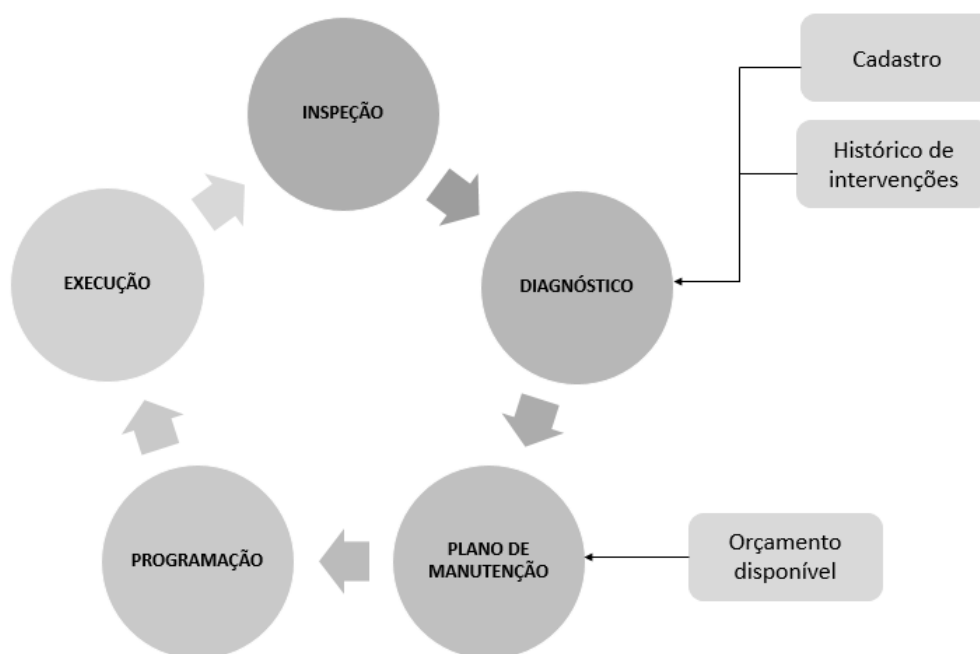 INSPEÇÃO
Cadastro
Histórico de
intervenções
EXECUÇÃO
DIAGNÓSTICO
PROGRAMAÇÃO
PLANO DE
MANUTENÇÃO
Orçamento
disponível